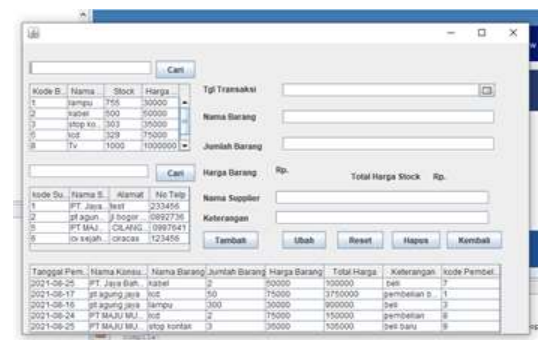 Cari
Kode B... Nama ... Stock Harga ...
1 lampu 755 30000
2 kabel 500 50000
3 stop ko... 303 35000
5 lcd 329 75000
8 Tv 1000 1000000
Cari
kode Su... Nama S... Alamat No Telp
1 PT. Jaya... test 233456
2 pt agun... jl bogor ... 0892736
5 PT MAJ... CILANG... 0997641
6 cv sejah... ciracas 123456
Tgl Transaksi
Nama Barang
Jumlah Barang
Harga Barang Rp. Total Harga Stock Rp.
Nama Supplier
Keterangan
Tambah Ubah Reset Hapus Kembali
Tanggal Pem... Nama Konsu... Nama Barang Jumlah Barang Harga Barang Total Harga Keterangan kode Pembel...
2021-08-25 PT. Jaya Bah... kabel 2 50000 100000 beli 7
2021-08-17 pt agung jaya lcd 50 75000 3750000 pembelian b... 1
2021-08-16 pt agung jaya lampu 300 30000 900000 beli 3
2021-08-24 PT MAJU MU... lcd 2 75000 150000 pembelian 8
2021-08-25 PT MAJU MU... stop kontan 3 35000 105000 beli baru 9